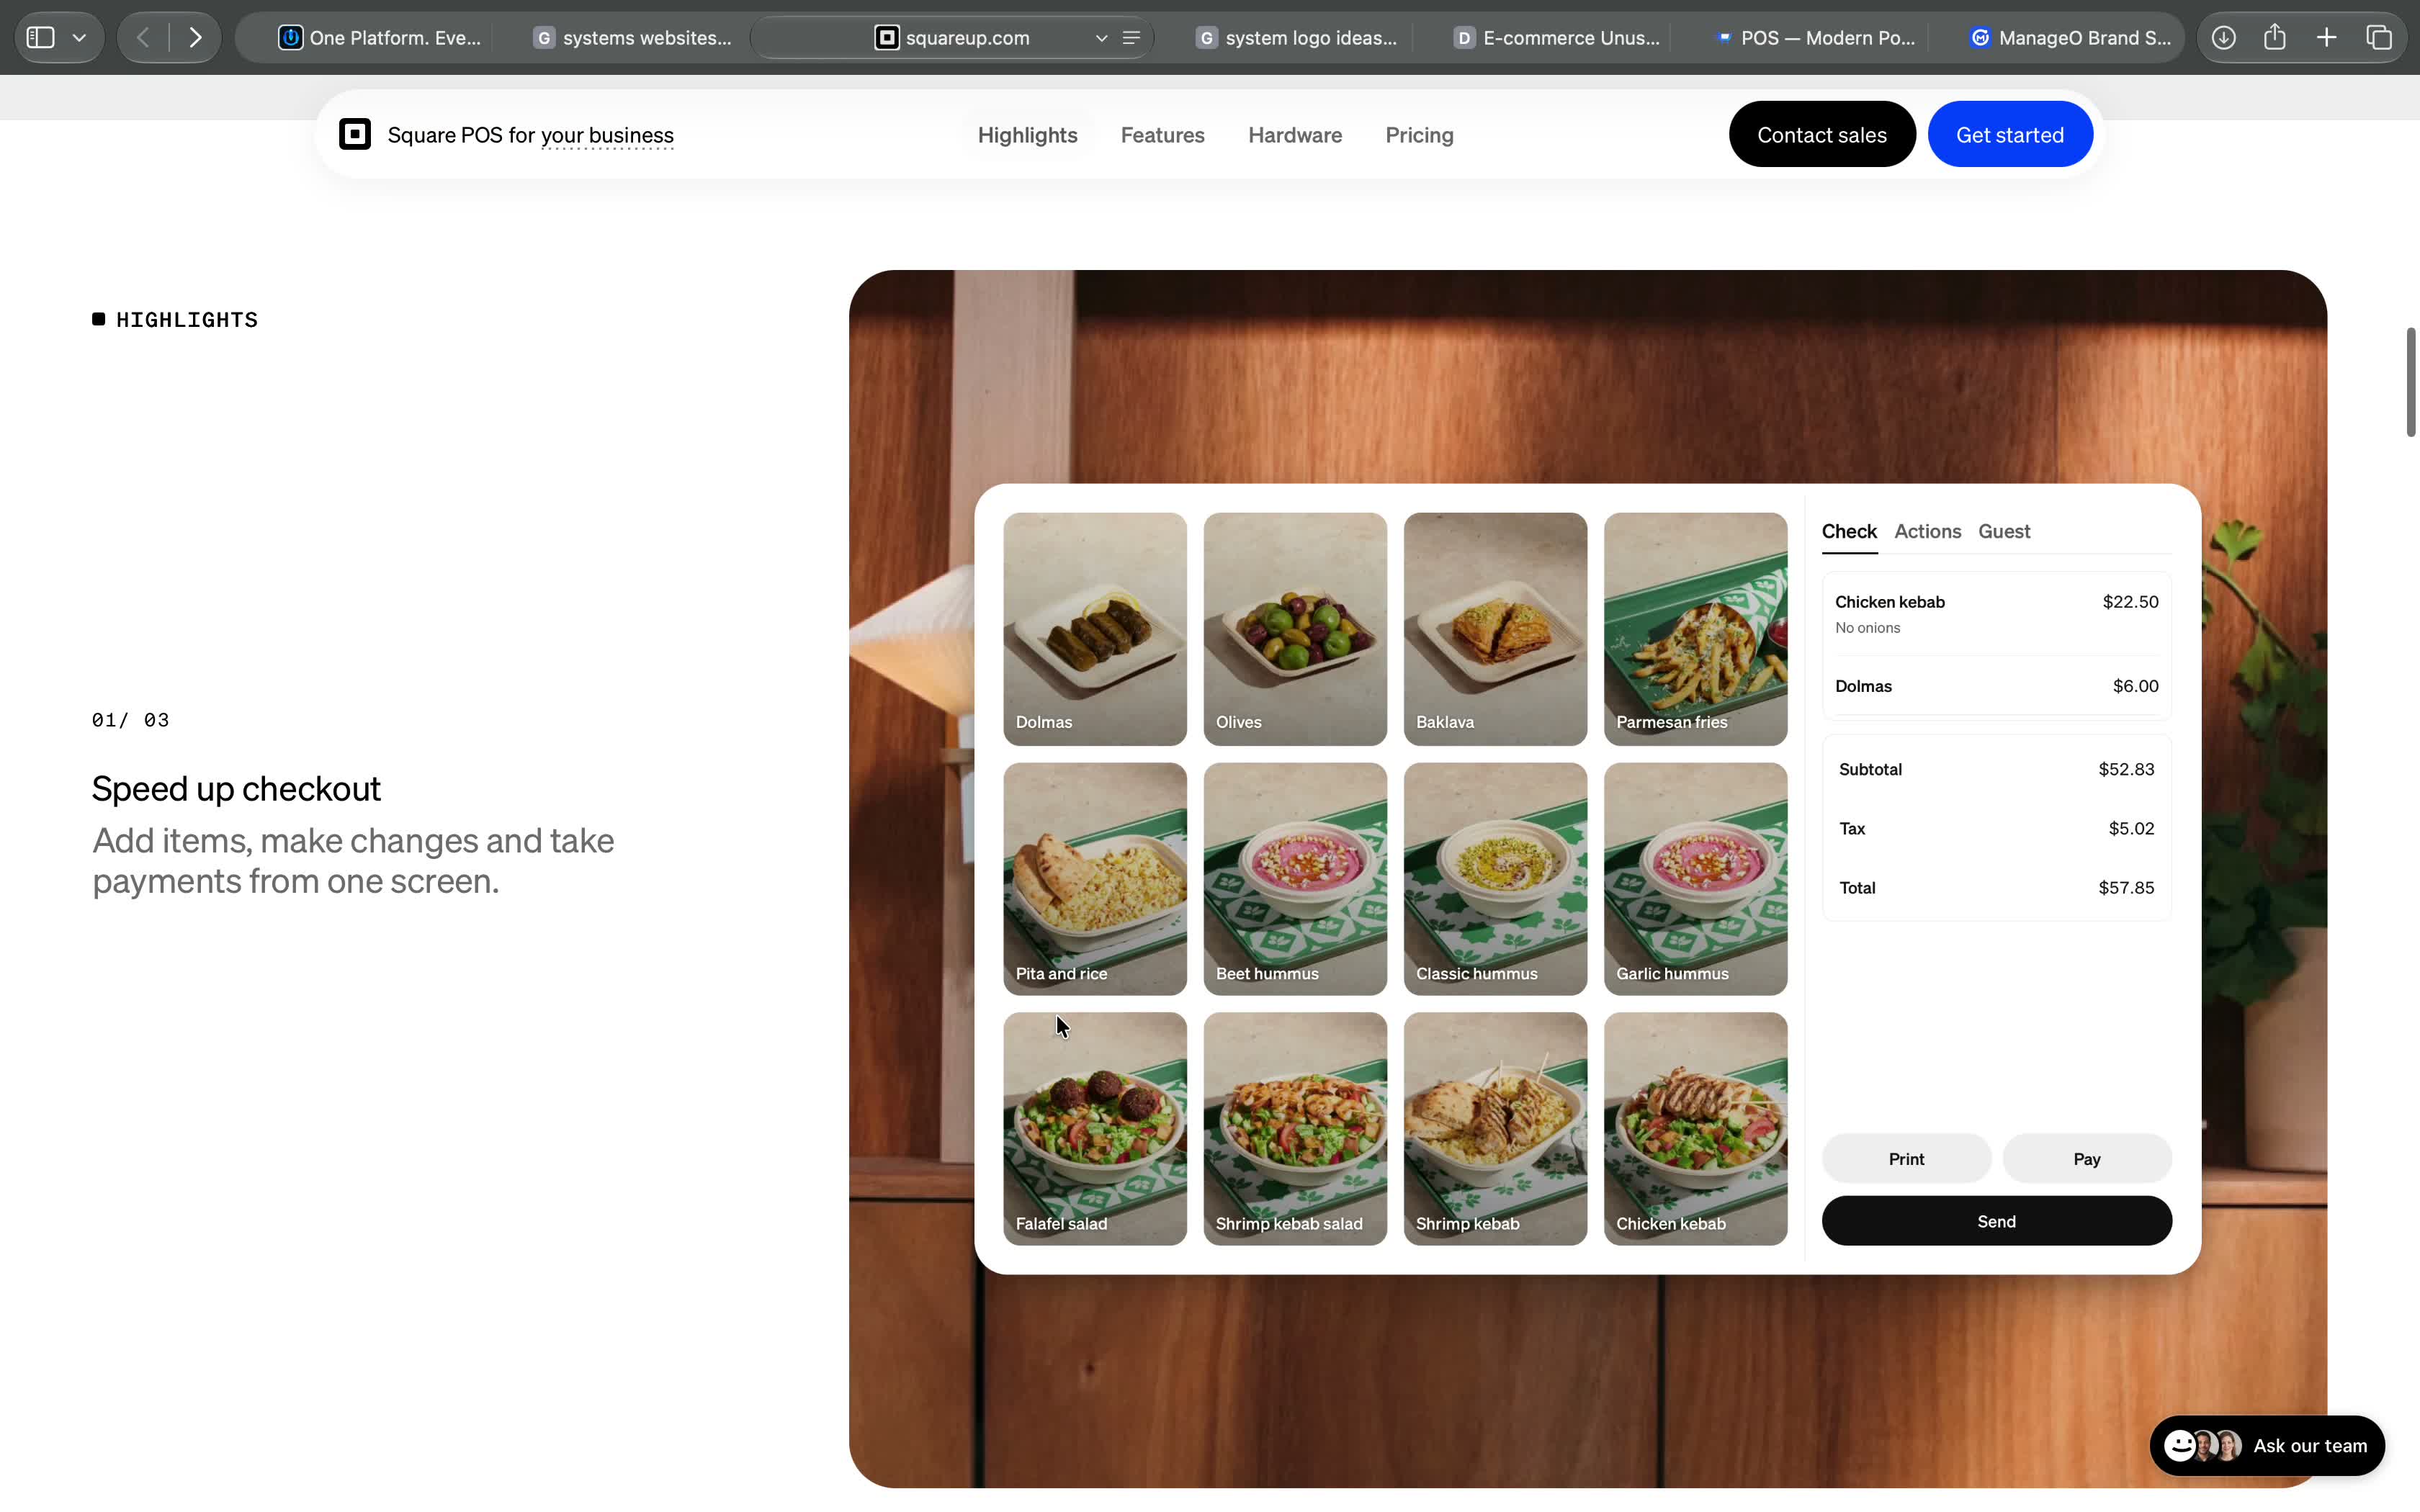 One Platform. Eve...
G systems websites...
squareup.com
G system logo ideas...
D E-commerce Unus...
POS — Modern Po...
ManageO Brand S...
Square POS for your business
Highlights
Features
Hardware
Pricing
Contact sales
Get started
HIGHLIGHTS
01/ 03
Speed up checkout
Add items, make changes and take
payments from one screen.
Dolmas
Olives
Baklava
Parmesan fries
Pita and rice
Beet hummus
Classic hummus
Garlic hummus
Falafel salad
Shrimp kebab salad
Shrimp kebab
Chicken kebab
Check Actions Guest
Chicken kebab $22.50
No onions
Dolmas $6.00
Subtotal $52.83
Tax $5.02
Total $57.85
Print
Pay
Send
Ask our team